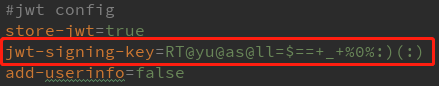 #jwt config
store-jwt=true
jwt-signing-key=RT@yu@as@ll=$==+_+%0%:)(:)
add-userinfo=false